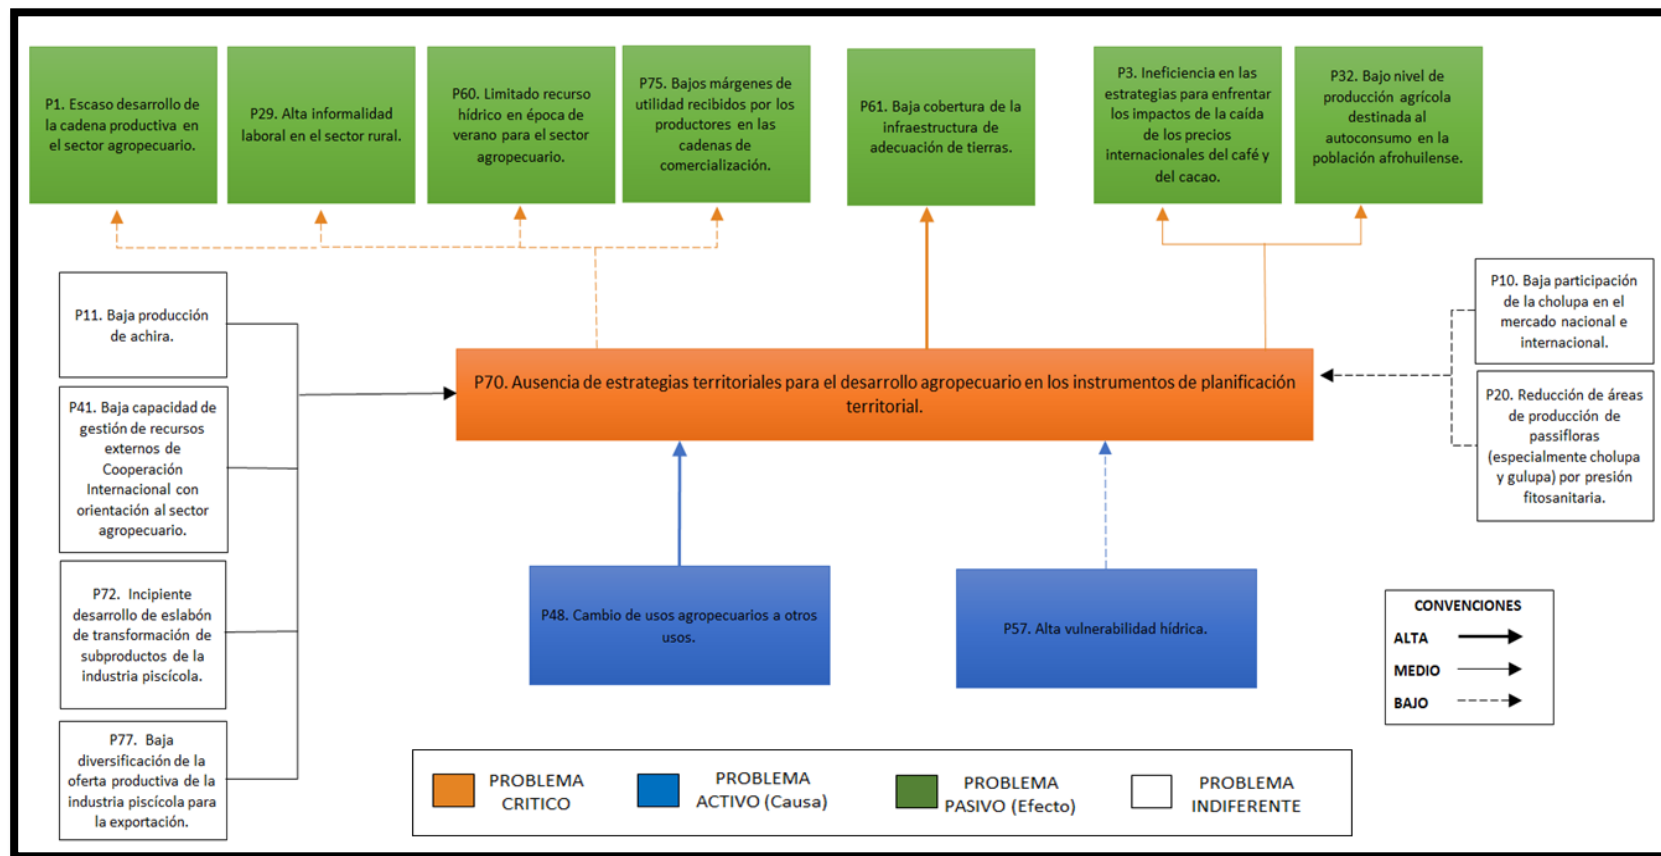 P1. Escaso desarrollo de
la cadena productiva en
el sector agropecuario.
P29. Alta informalidad
laboral en el sector rural.
P60. Limitado recurso
hídrico en época de
verano para el sector
agropecuario.
P75. Bajos márgenes de
utilidad recibidos por los
productores en las
cadenas de
comercialización.
P61. Baja cobertura de la
infraestructura de
adecuación de tierras.
P3. Ineficiencia en las
estrategias para enfrentar
los impactos de la caída
de los precios
internacionales del café y
del cacao.
P32. Bajo nivel de
producción agrícola
destinada al
autoconsumo en la
población afrohuilense.
P11. Baja producción
de achira.
P41. Baja capacidad de
gestión de recursos
externos de
Cooperación
Internacional con
orientación al sector
agropecuario.
P72. Incipiente
desarrollo de eslabón
de transformación de
subproductos de la
industria piscícola.
P77. Baja
diversificación de la
oferta productiva de la
industria piscícola para
la exportación.
P70. Ausencia de estrategias territoriales para el desarrollo agropecuario en los instrumentos de planificación
territorial.
P10. Baja participación
de la cholupa en el
mercado nacional e
internacional.
P20. Reducción de áreas
de producción de
passifloras
(especialmente cholupa
y gulupa) por presión
fitosanitaria.
P48. Cambio de usos agropecuarios a otros
usos.
P57. Alta vulnerabilidad hídrica.
CONVENCIONES
ALTA
MEDIO
BAJO
PROBLEMA
CRITICO
PROBLEMA
ACTIVO (Causa)
PROBLEMA
PASIVO (Efecto)
PROBLEMA
INDIFERENTE